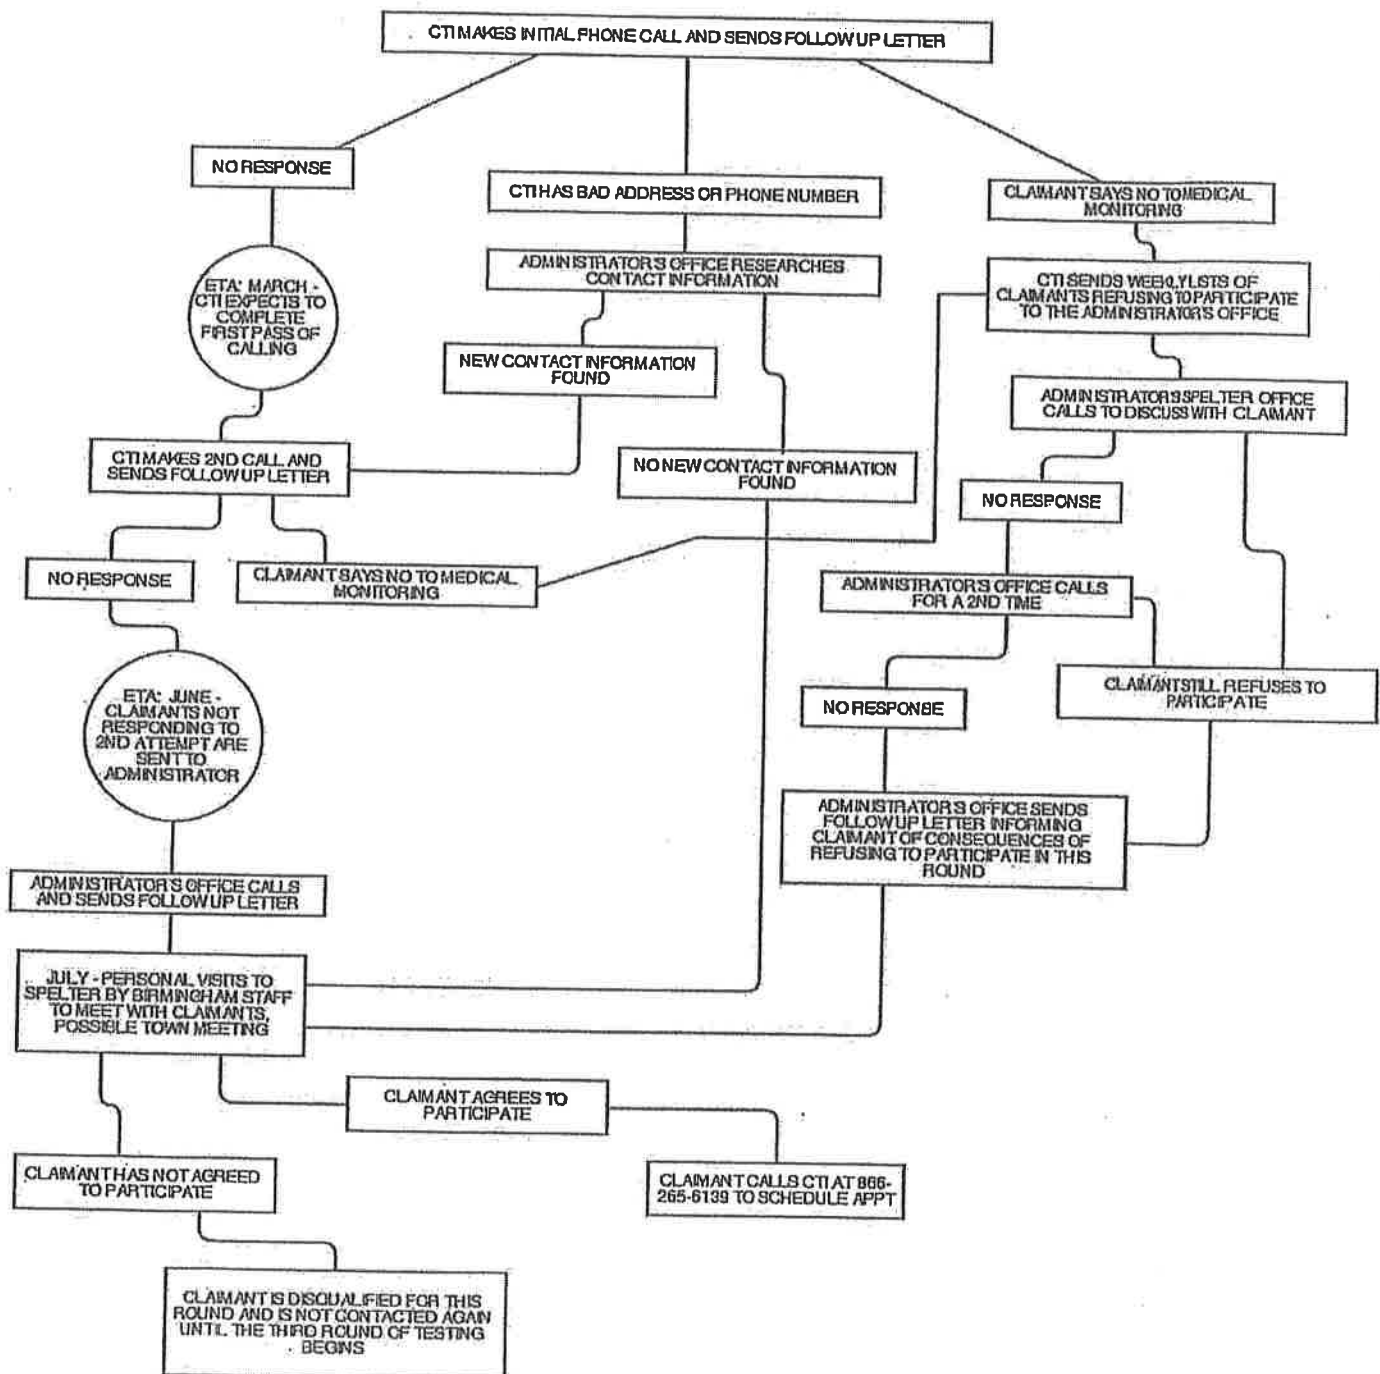 CTI MAKES INITIAL PHONE CALL AND SENDS FOLLOW UP LETTER
NO RESPONSE
CTI HAS BAD ADDRESS OR PHONE NUMBER
CLAIMANT SAYS NO TO MEDICAL
MONITORING
ADMINISTRATOR'S OFFICE RESEARCHES
CONTACT INFORMATION
CTI SENDS WEEKLY LISTS OF
CLAIMANTS REFUSING TO PARTICIPATE
TO THE ADMINISTRATOR'S OFFICE
ETA: MARCH -
CTI EXPECTS TO
COMPLETE
FIRST PASS OF
CALLING
NEW CONTACT INFORMATION
FOUND
ADMINISTRATOR'S SPELTER OFFICE
CALLS TO DISCUSS WITH CLAIMANT
CTI MAKES 2ND CALL AND
SENDS FOLLOW UP LETTER
NO NEW CONTACT INFORMATION
FOUND
NO RESPONSE
NO RESPONSE
CLAIMANT SAYS NO TO MEDICAL
MONITORING
ADMINISTRATOR'S OFFICE CALLS
FOR A 2ND TIME
CLAIMANT STILL REFUSES TO
PARTICIPATE
NO RESPONSE
ETA: JUNE -
CLAIMANTS NOT
RESPONDING TO
2ND ATTEMPT ARE
SENT TO
ADMINISTRATOR
ADMINISTRATOR'S OFFICE SENDS
FOLLOW UP LETTER INFORMING
CLAIMANT OF CONSEQUENCES OF
REFUSING TO PARTICIPATE IN THIS
ROUND
ADMINISTRATOR'S OFFICE CALLS
AND SENDS FOLLOW UP LETTER
JULY - PERSONAL VISITS TO
SPELTER BY BIRMINGHAM STAFF
TO MEET WITH CLAIMANTS,
POSSIBLE TOWN MEETING
CLAIMANT AGREES TO
PARTICIPATE
CLAIMANT HAS NOT AGREED
TO PARTICIPATE
CLAIMANT CALLS CTI AT 866-
265-6139 TO SCHEDULE APPT
CLAIMANT IS DISQUALIFIED FOR THIS
ROUND AND IS NOT CONTACTED AGAIN
UNTIL THE THIRD ROUND OF TESTING
BEGINS